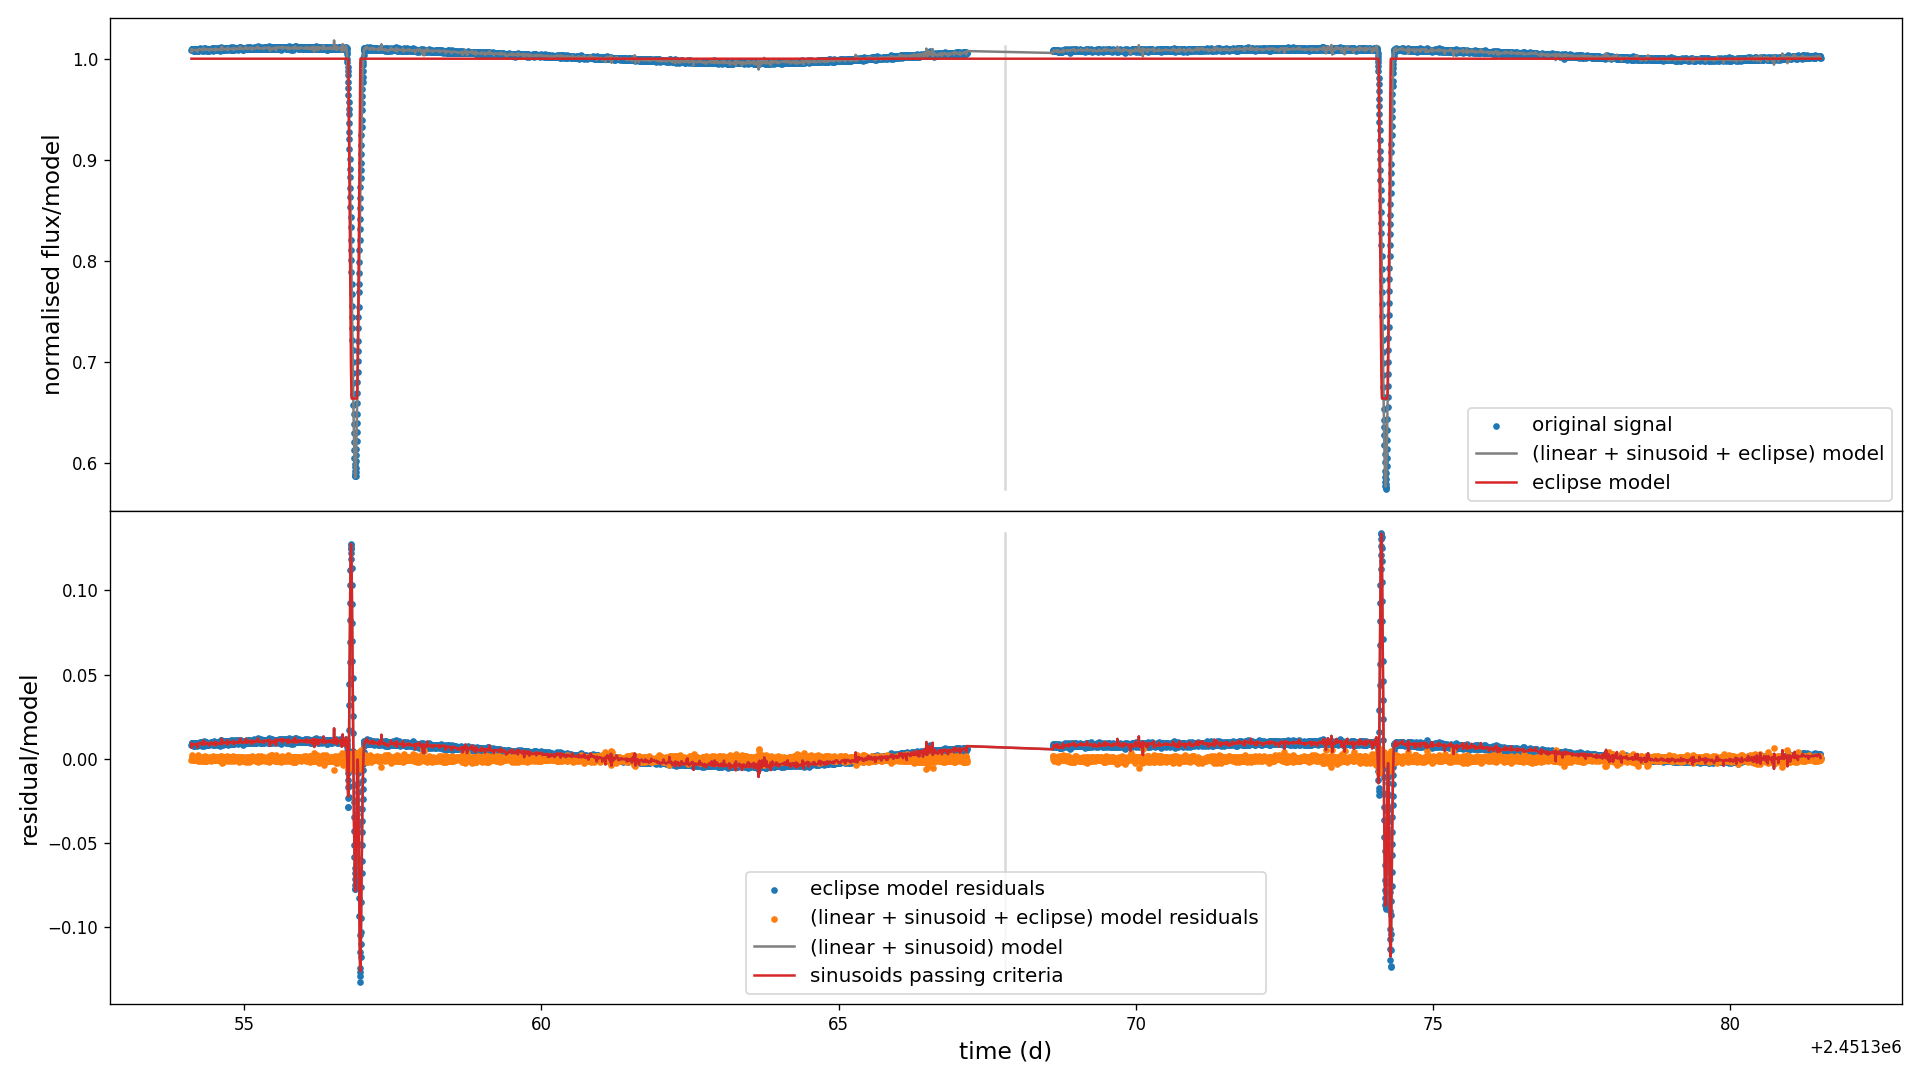 normalised flux/model
1.0
0.9
0.8
0.7
0.6
original signal
(linear + sinusoid + eclipse) model
eclipse model
residual/model
0.10
0.05
0.00
−0.05
−0.10
eclipse model residuals
(linear + sinusoid + eclipse) model residuals
(linear + sinusoid) model
sinusoids passing criteria
55 60 65 70 75 80
time (d)
+2.4513e6